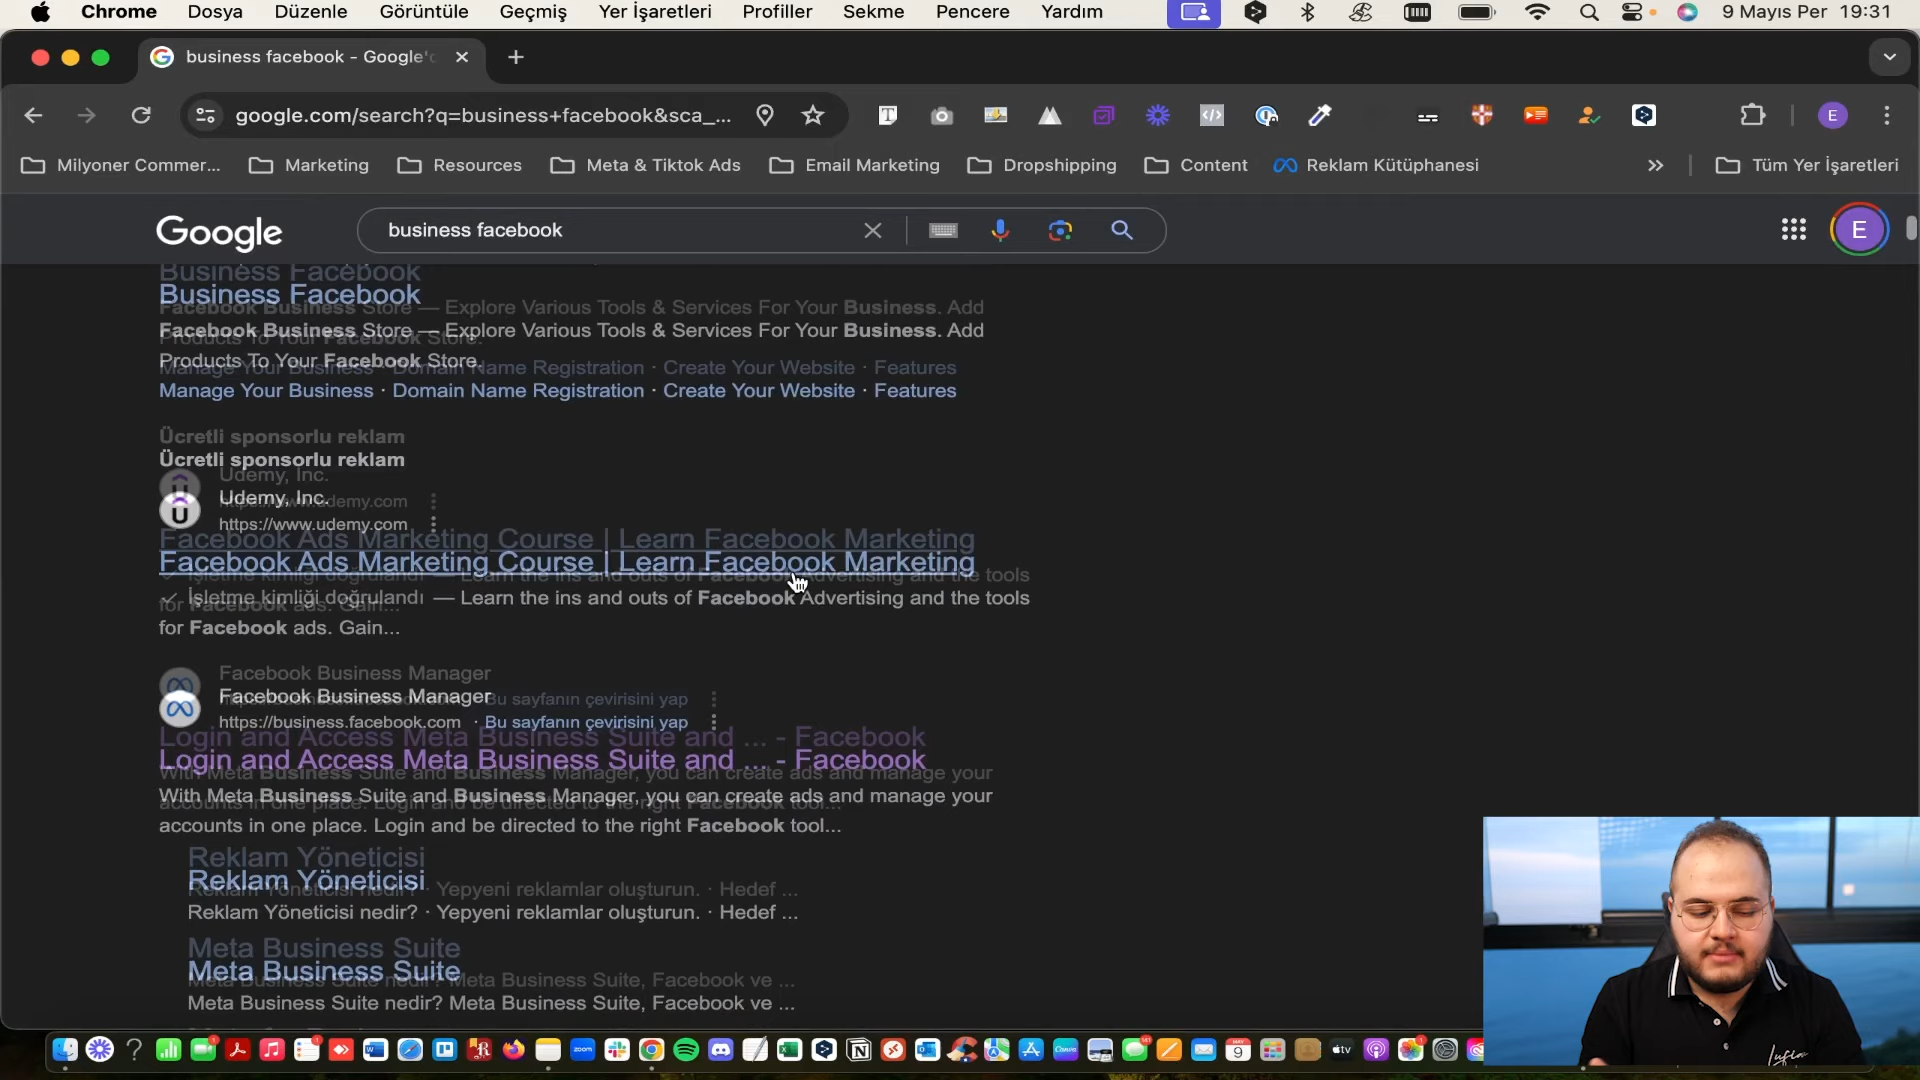 Chrome Dosya Düzenle Görüntüle Geçmiş Yer İşaretleri Profiller Sekme Pencere Yardım 9 Mayıs Per 19:31
business facebook - Google'
google.com/search?q=business+facebook&sca_...
E
Milyoner Commer... Marketing Resources Meta & Tiktok Ads Email Marketing Dropshipping Content Reklam Kütüphanesi » Tüm Yer İşaretleri
Google business facebook E
Business Facebook
Facebook Business Store — Explore Various Tools & Services For Your Business. Add
Products To Your Facebook Store.
Manage Your Business · Domain Name Registration · Create Your Website · Features
Ücretli sponsorlu reklam
Udemy, Inc.
https://www.udemy.com
Facebook Ads Marketing Course | Learn Facebook Marketing
İşletme kimliği doğrulandı — Learn the ins and outs of Facebook Advertising and the tools
for Facebook ads. Gain...
Facebook Business Manager
https://business.facebook.com · Bu sayfanın çevirisini yap
Login and Access Meta Business Suite and ... - Facebook
With Meta Business Suite and Business Manager, you can create ads and manage your
accounts in one place. Login and be directed to the right Facebook tool...
Reklam Yöneticisi
Reklam Yöneticisi nedir? · Yepyeni reklamlar oluşturun. · Hedef ...
Meta Business Suite
Meta Business Suite nedir? Meta Business Suite, Facebook ve ...